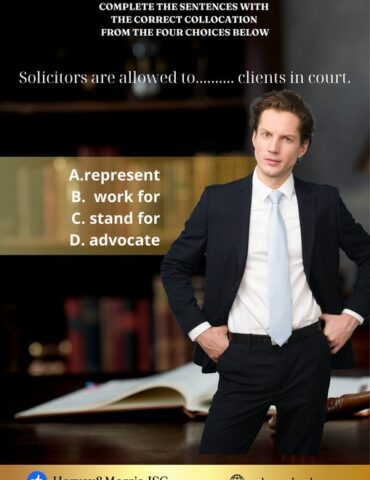 COMPLETE THE SENTENCES WITH
THE CORRECT COLLOCATION
FROM THE FOUR CHOICES BELOW
Solicitors are allowed to.......... clients in court.
A.represent
B. work for
C. stand for
D. advocate